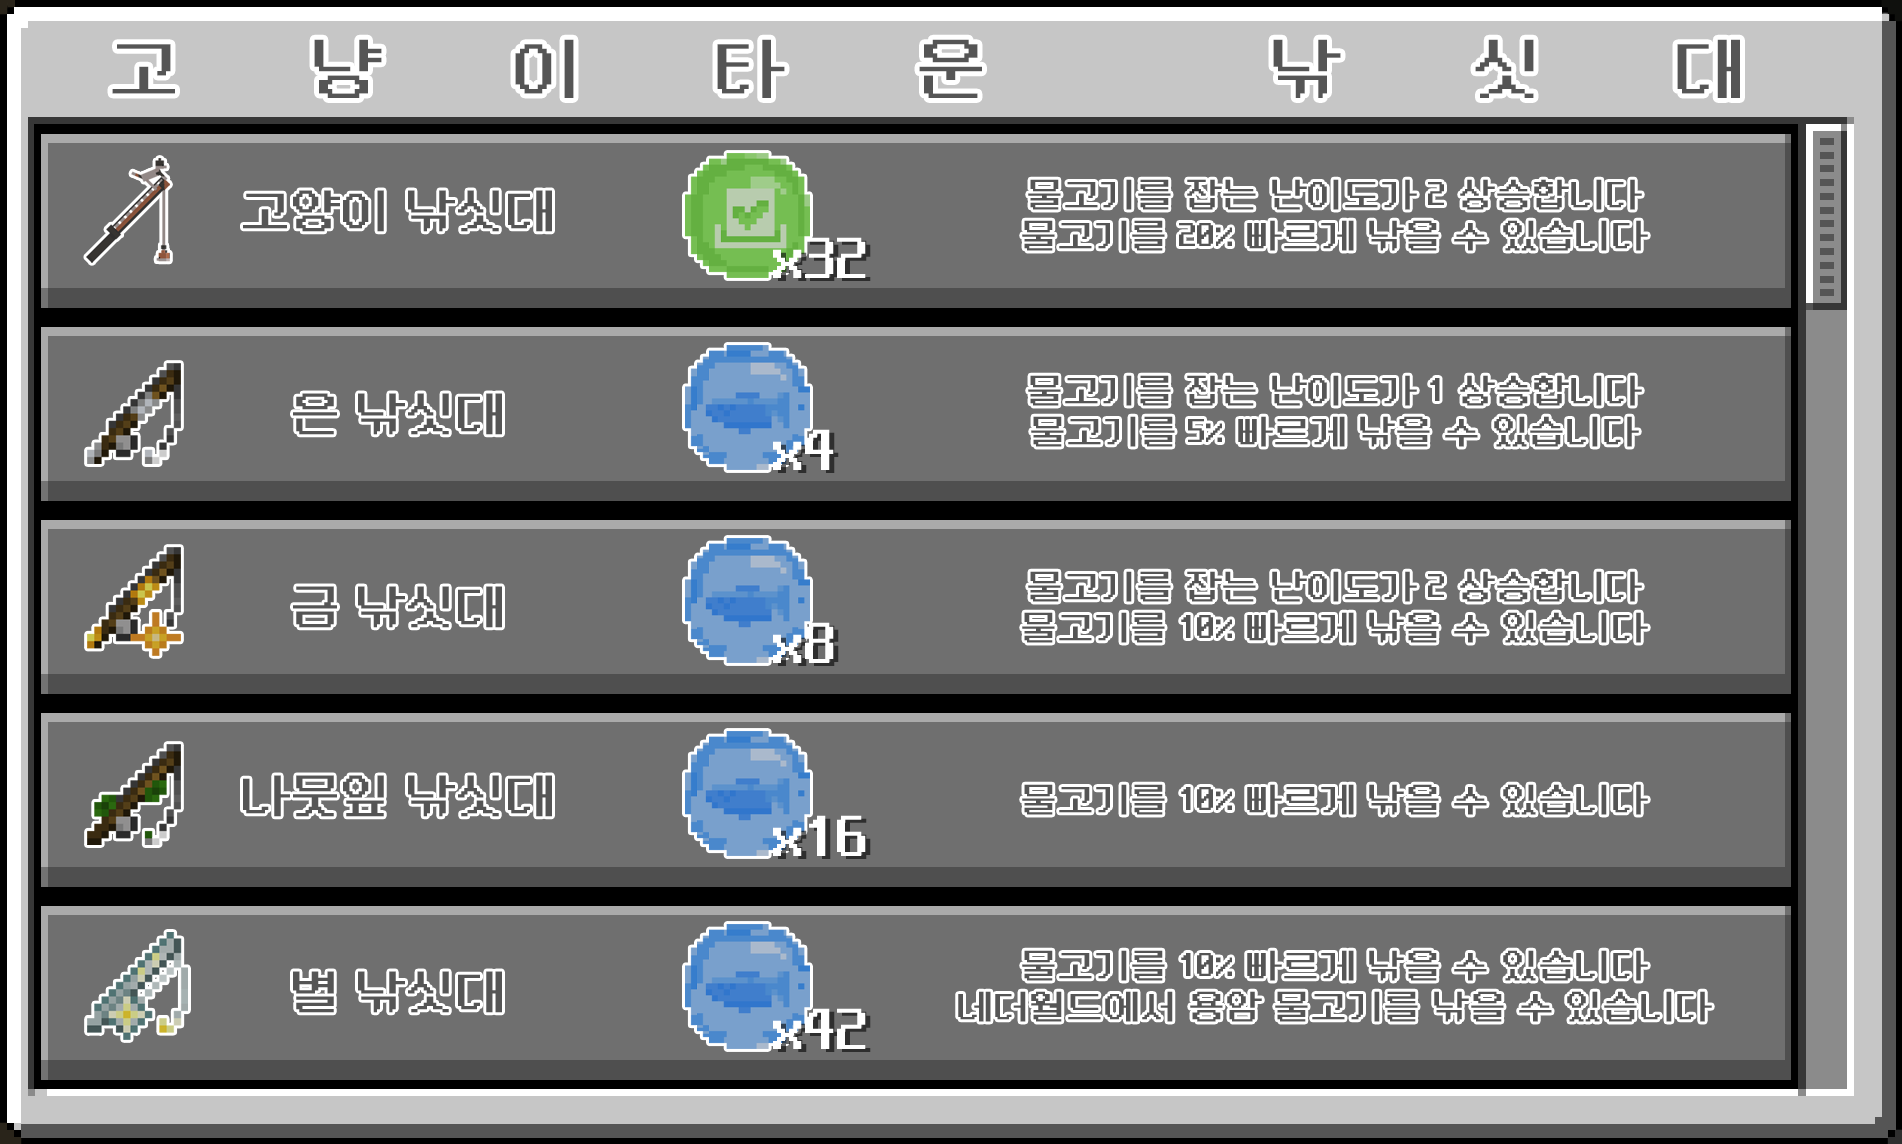 고냥이타운 낚싯대
고양이 낚싯대
x32
물고기를 잡는 난이도가 2 상승합니다
물고기를 20% 빠르게 낚을 수 있습니다
은 낚싯대
x4
물고기를 잡는 난이도가 1 상승합니다
물고기를 5% 빠르게 낚을 수 있습니다
금 낚싯대
x8
물고기를 잡는 난이도가 2 상승합니다
물고기를 10% 빠르게 낚을 수 있습니다
나뭇잎 낚싯대
x16
물고기를 10% 빠르게 낚을 수 있습니다
별 낚싯대
x42
물고기를 10% 빠르게 낚을 수 있습니다
네더월드에서 용암 물고기를 낚을 수 있습니다